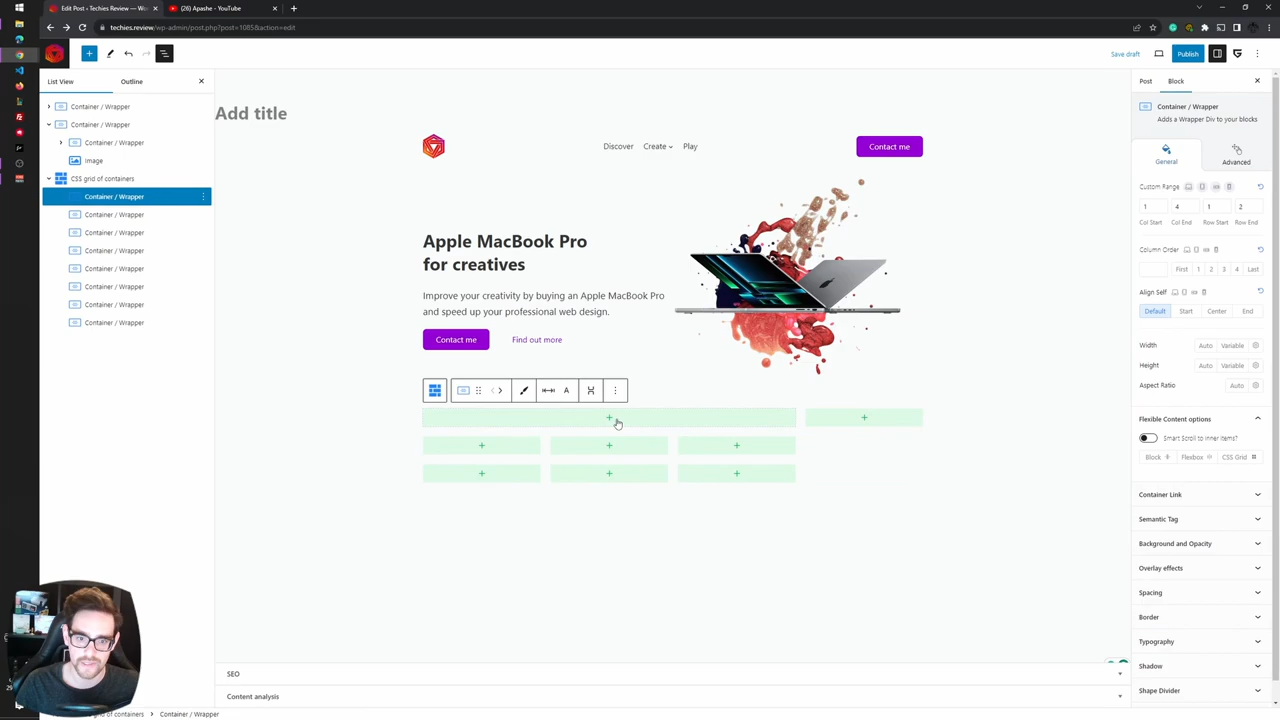 Edit Post ‹ Techies Review — Wo
(26) Apashe - YouTube
techies.review/wp-admin/post.php?post=1085&action=edit
Save draft
Publish
List View
Outline
Post
Block
Container / Wrapper
Container / Wrapper
Container / Wrapper
Image
CSS grid of containers
Container / Wrapper
Container / Wrapper
Container / Wrapper
Container / Wrapper
Container / Wrapper
Container / Wrapper
Container / Wrapper
Container / Wrapper
Add title
Discover
Create
Play
Contact me
Apple MacBook Pro
for creatives
Improve your creativity by buying an Apple MacBook Pro
and speed up your professional web design.
Contact me
Find out more
A
SEO
Content analysis
grid of containers
Container / Wrapper
Container / Wrapper
Adds a Wrapper Div to your blocks
General
Advanced
Custom Range
1 4 1 2
Col Start Col End Row Start Row End
Column Order
First 1 2 3 4 Last
Align Self
Default Start Center End
Width Auto Variable
Height Auto Variable
Aspect Ratio Auto
Flexible Content options
Smart Scroll to inner items?
Block Flexbox CSS Grid
Container Link
Semantic Tag
Background and Opacity
Overlay effects
Spacing
Border
Typography
Shadow
Shape Divider